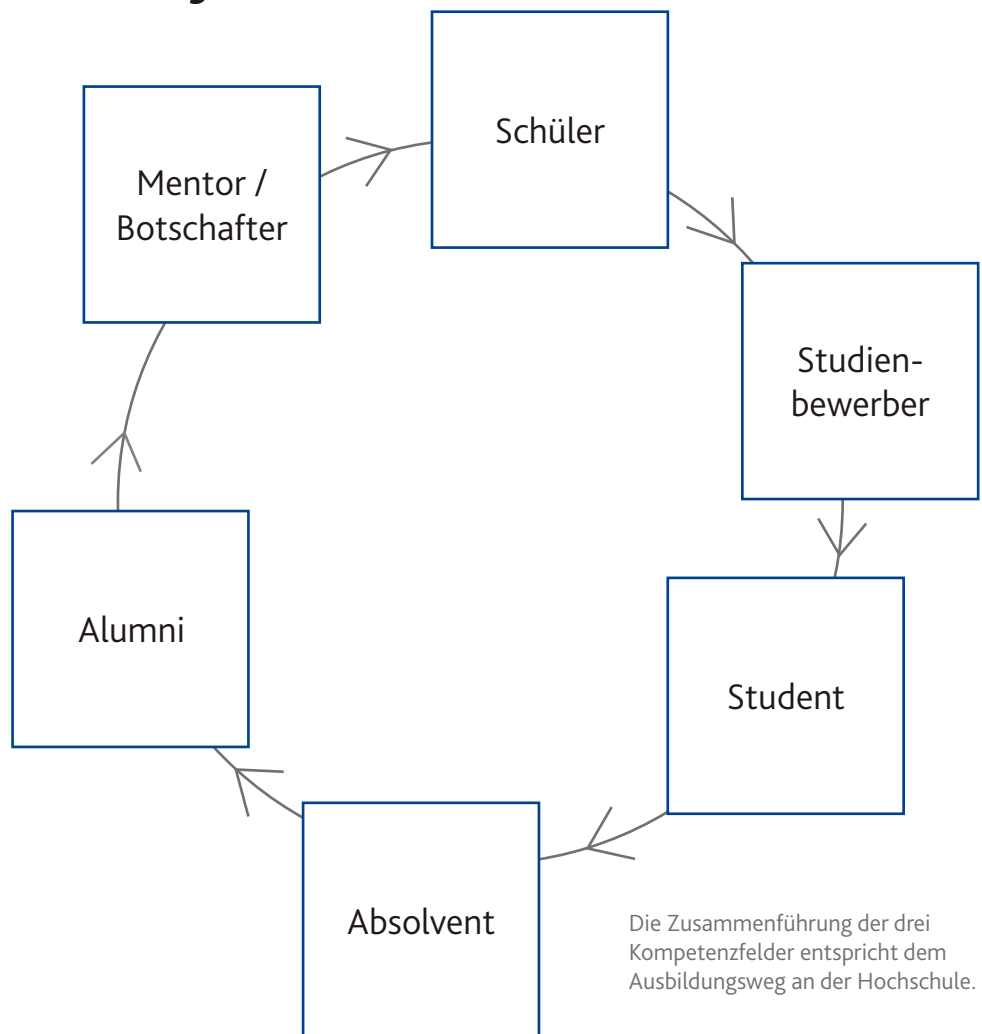 Schüler
Mentor /
Botschafter
Studien-
bewerber
Alumni
Student
Absolvent
Die Zusammenführung der drei
Kompetenzfelder entspricht dem
Ausbildungsweg an der Hochschule.